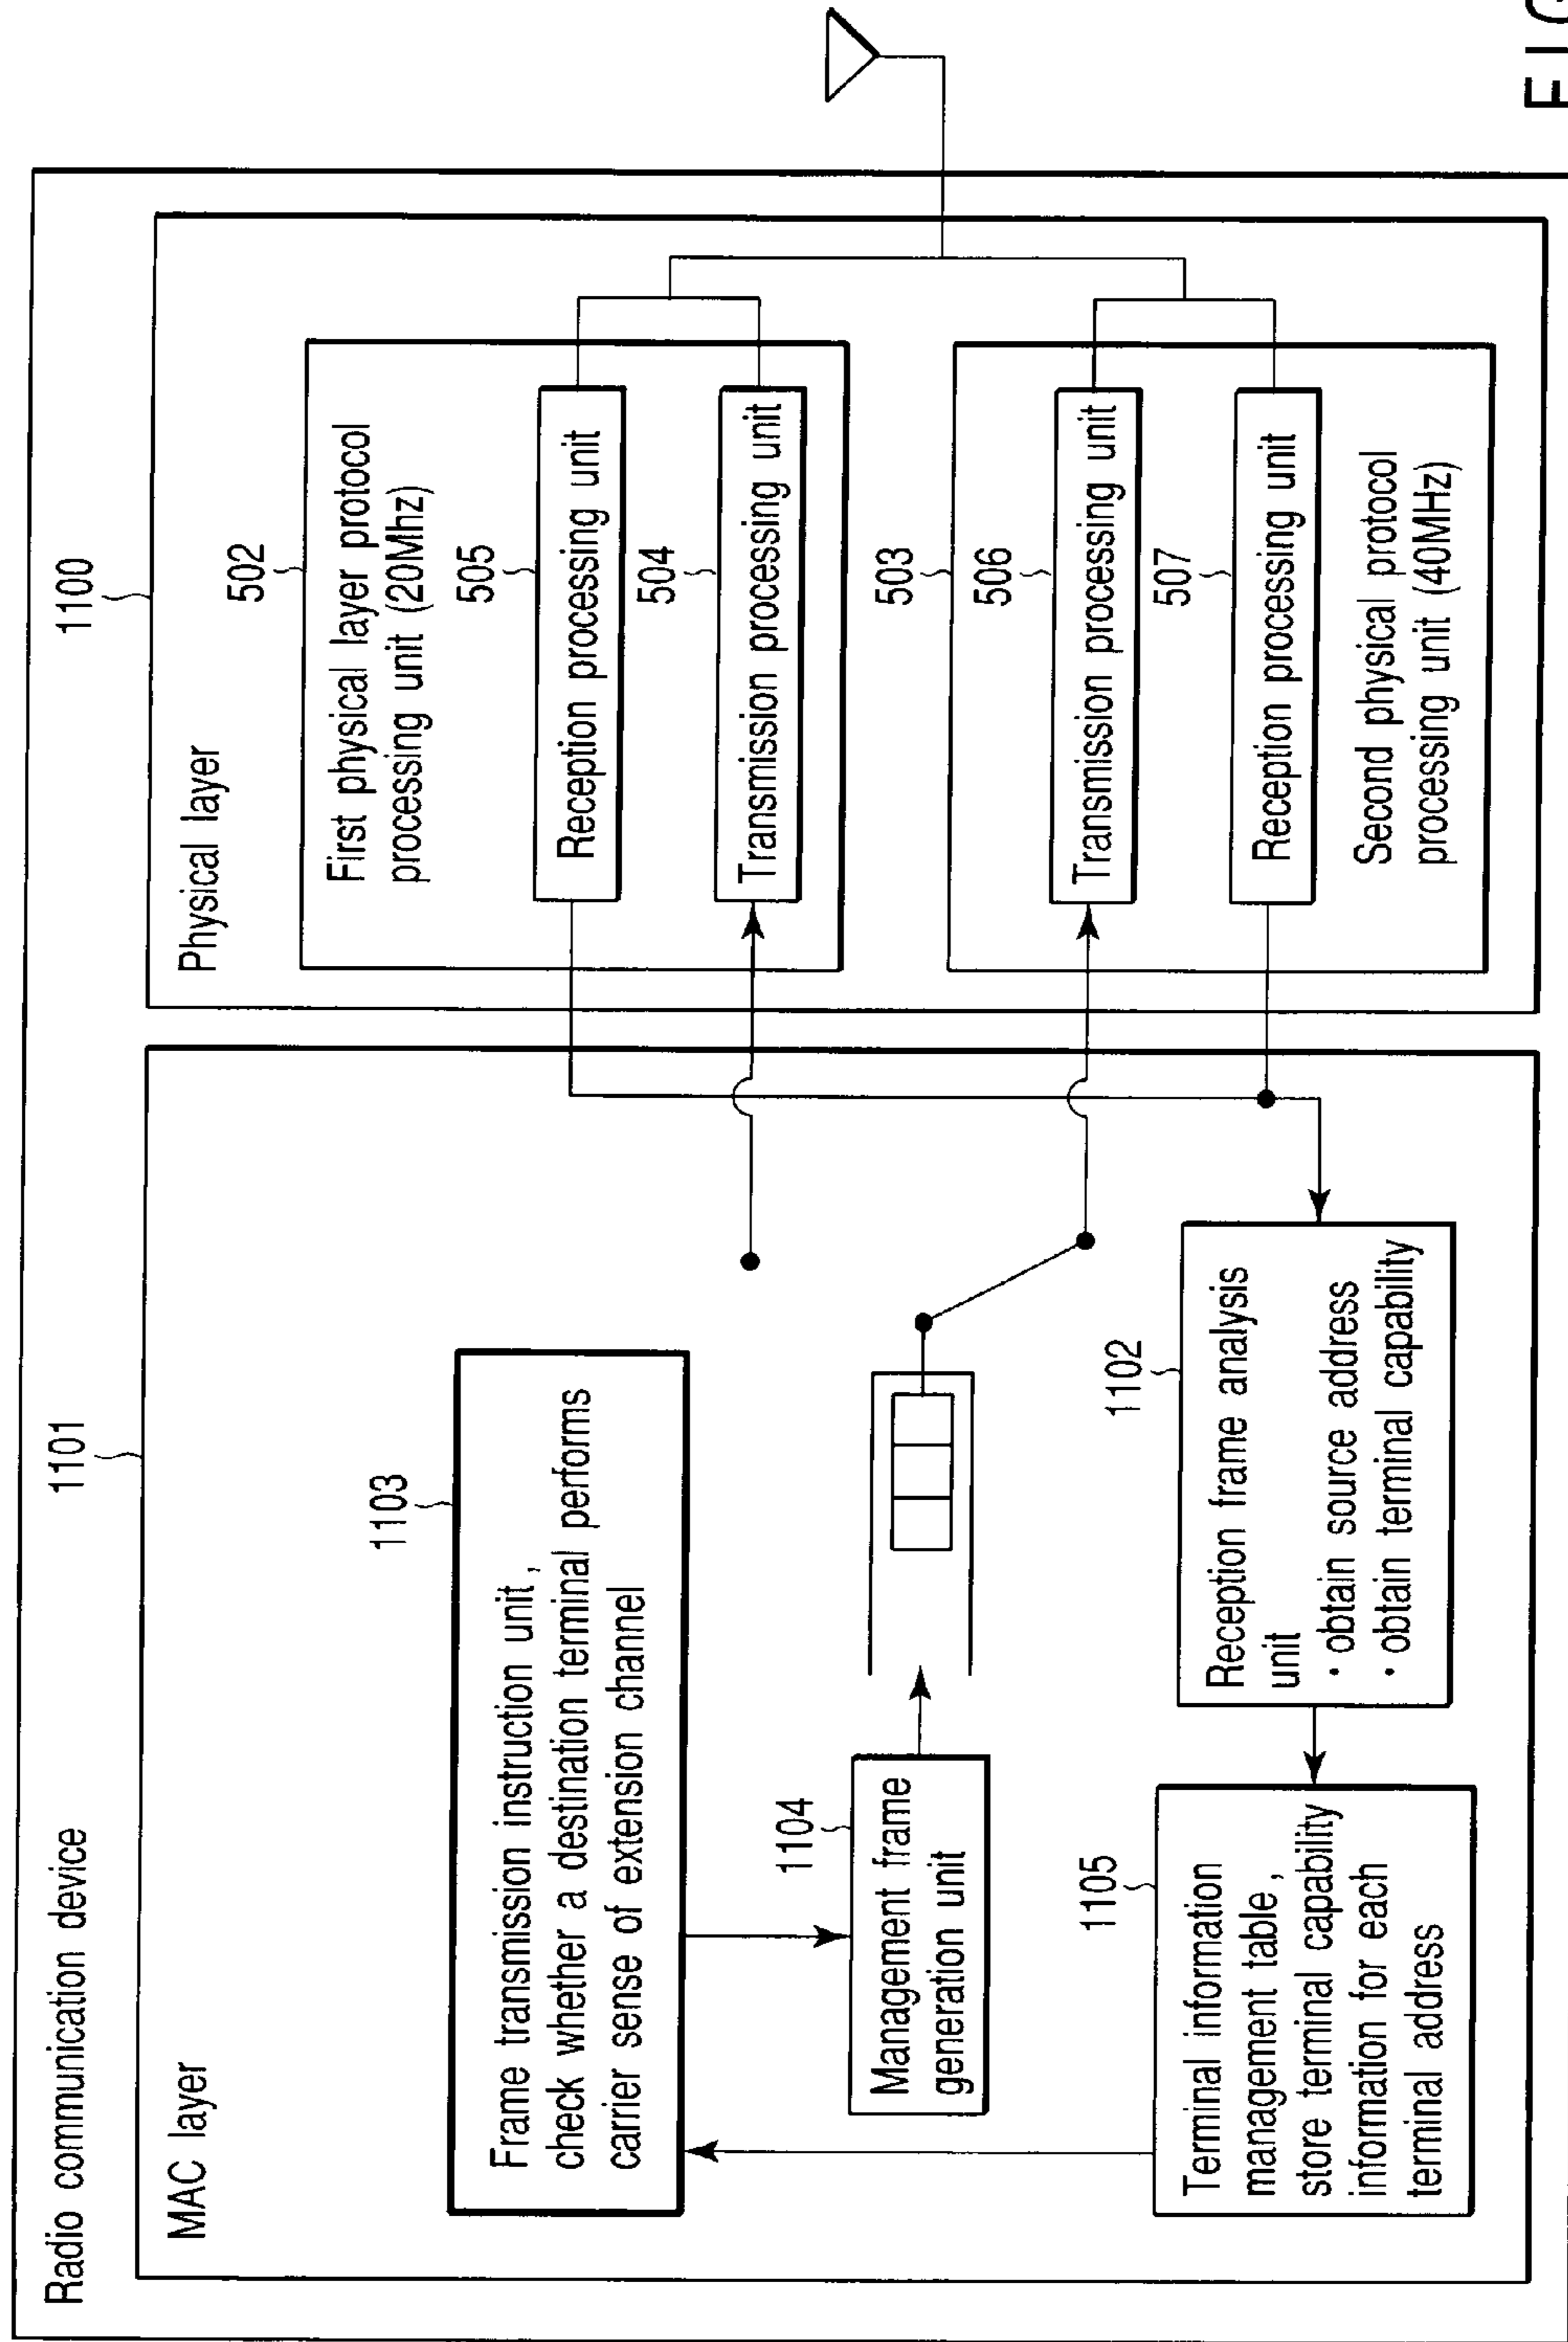 Radio communication device
1101
1100
MAC layer
Physical layer
1103
Frame transmission instruction unit,
check whether a destination terminal performs
carrier sense of extension channel
1104
Management frame
generation unit
1105
Terminal information
management table,
store terminal capability
information for each
terminal address
1102
Reception frame analysis
unit
・obtain source address
・obtain terminal capability
502
First physical layer protocol
processing unit (20Mhz)
505
Reception processing unit
504
Transmission processing unit
503
506
Transmission processing unit
507
Reception processing unit
Second physical protocol
processing unit (40MHz)